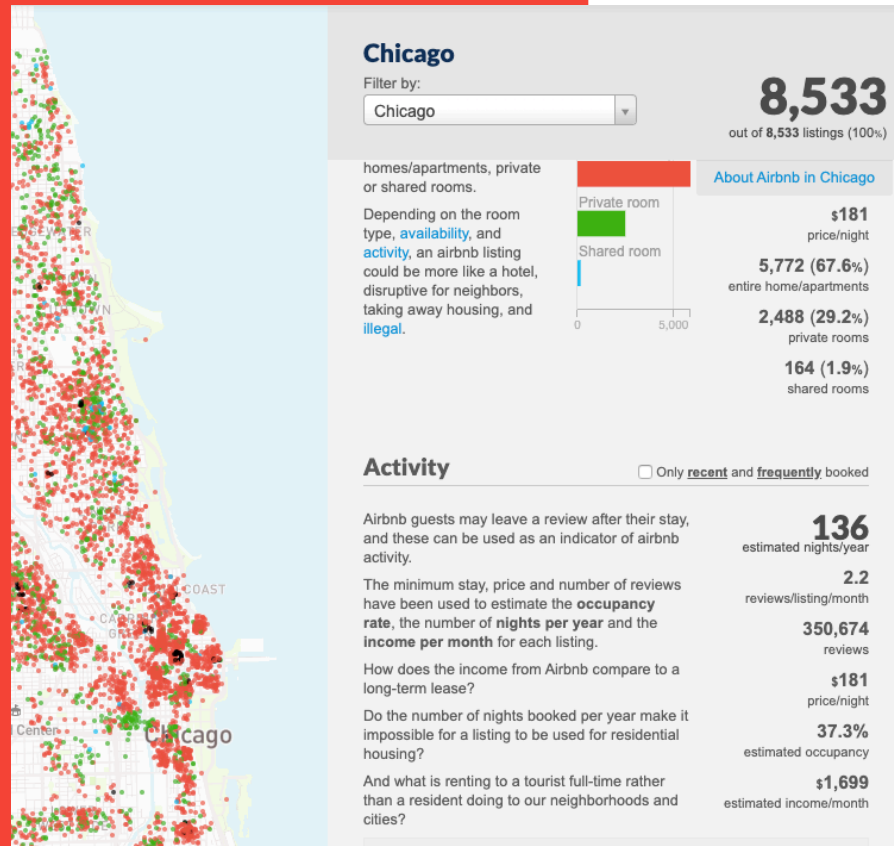 Chicago
Filter by:
Chicago
8,533
out of 8,533 listings (100%)
About Airbnb in Chicago
homes/apartments, private
or shared rooms.
Depending on the room
type, availability, and
activity, an airbnb listing
could be more like a hotel,
disruptive for neighbors,
taking away housing, and
illegal.
Private room
Shared room
0
5,000
$181
price/night
5,772 (67.6%)
entire home/apartments
2,488 (29.2%)
private rooms
164 (1.9%)
shared rooms
Activity
Only recent and frequently booked
Airbnb guests may leave a review after their stay,
and these can be used as an indicator of airbnb
activity.
The minimum stay, price and number of reviews
have been used to estimate the occupancy
rate, the number of nights per year and the
income per month for each listing.
How does the income from Airbnb compare to a
long-term lease?
Do the number of nights booked per year make it
impossible for a listing to be used for residential
housing?
And what is renting to a tourist full-time rather
than a resident doing to our neighborhoods and
cities?
136
estimated nights/year
2.2
reviews/listing/month
350,674
reviews
$181
price/night
37.3%
estimated occupancy
$1,699
estimated income/month
COAST
Center
Chicago